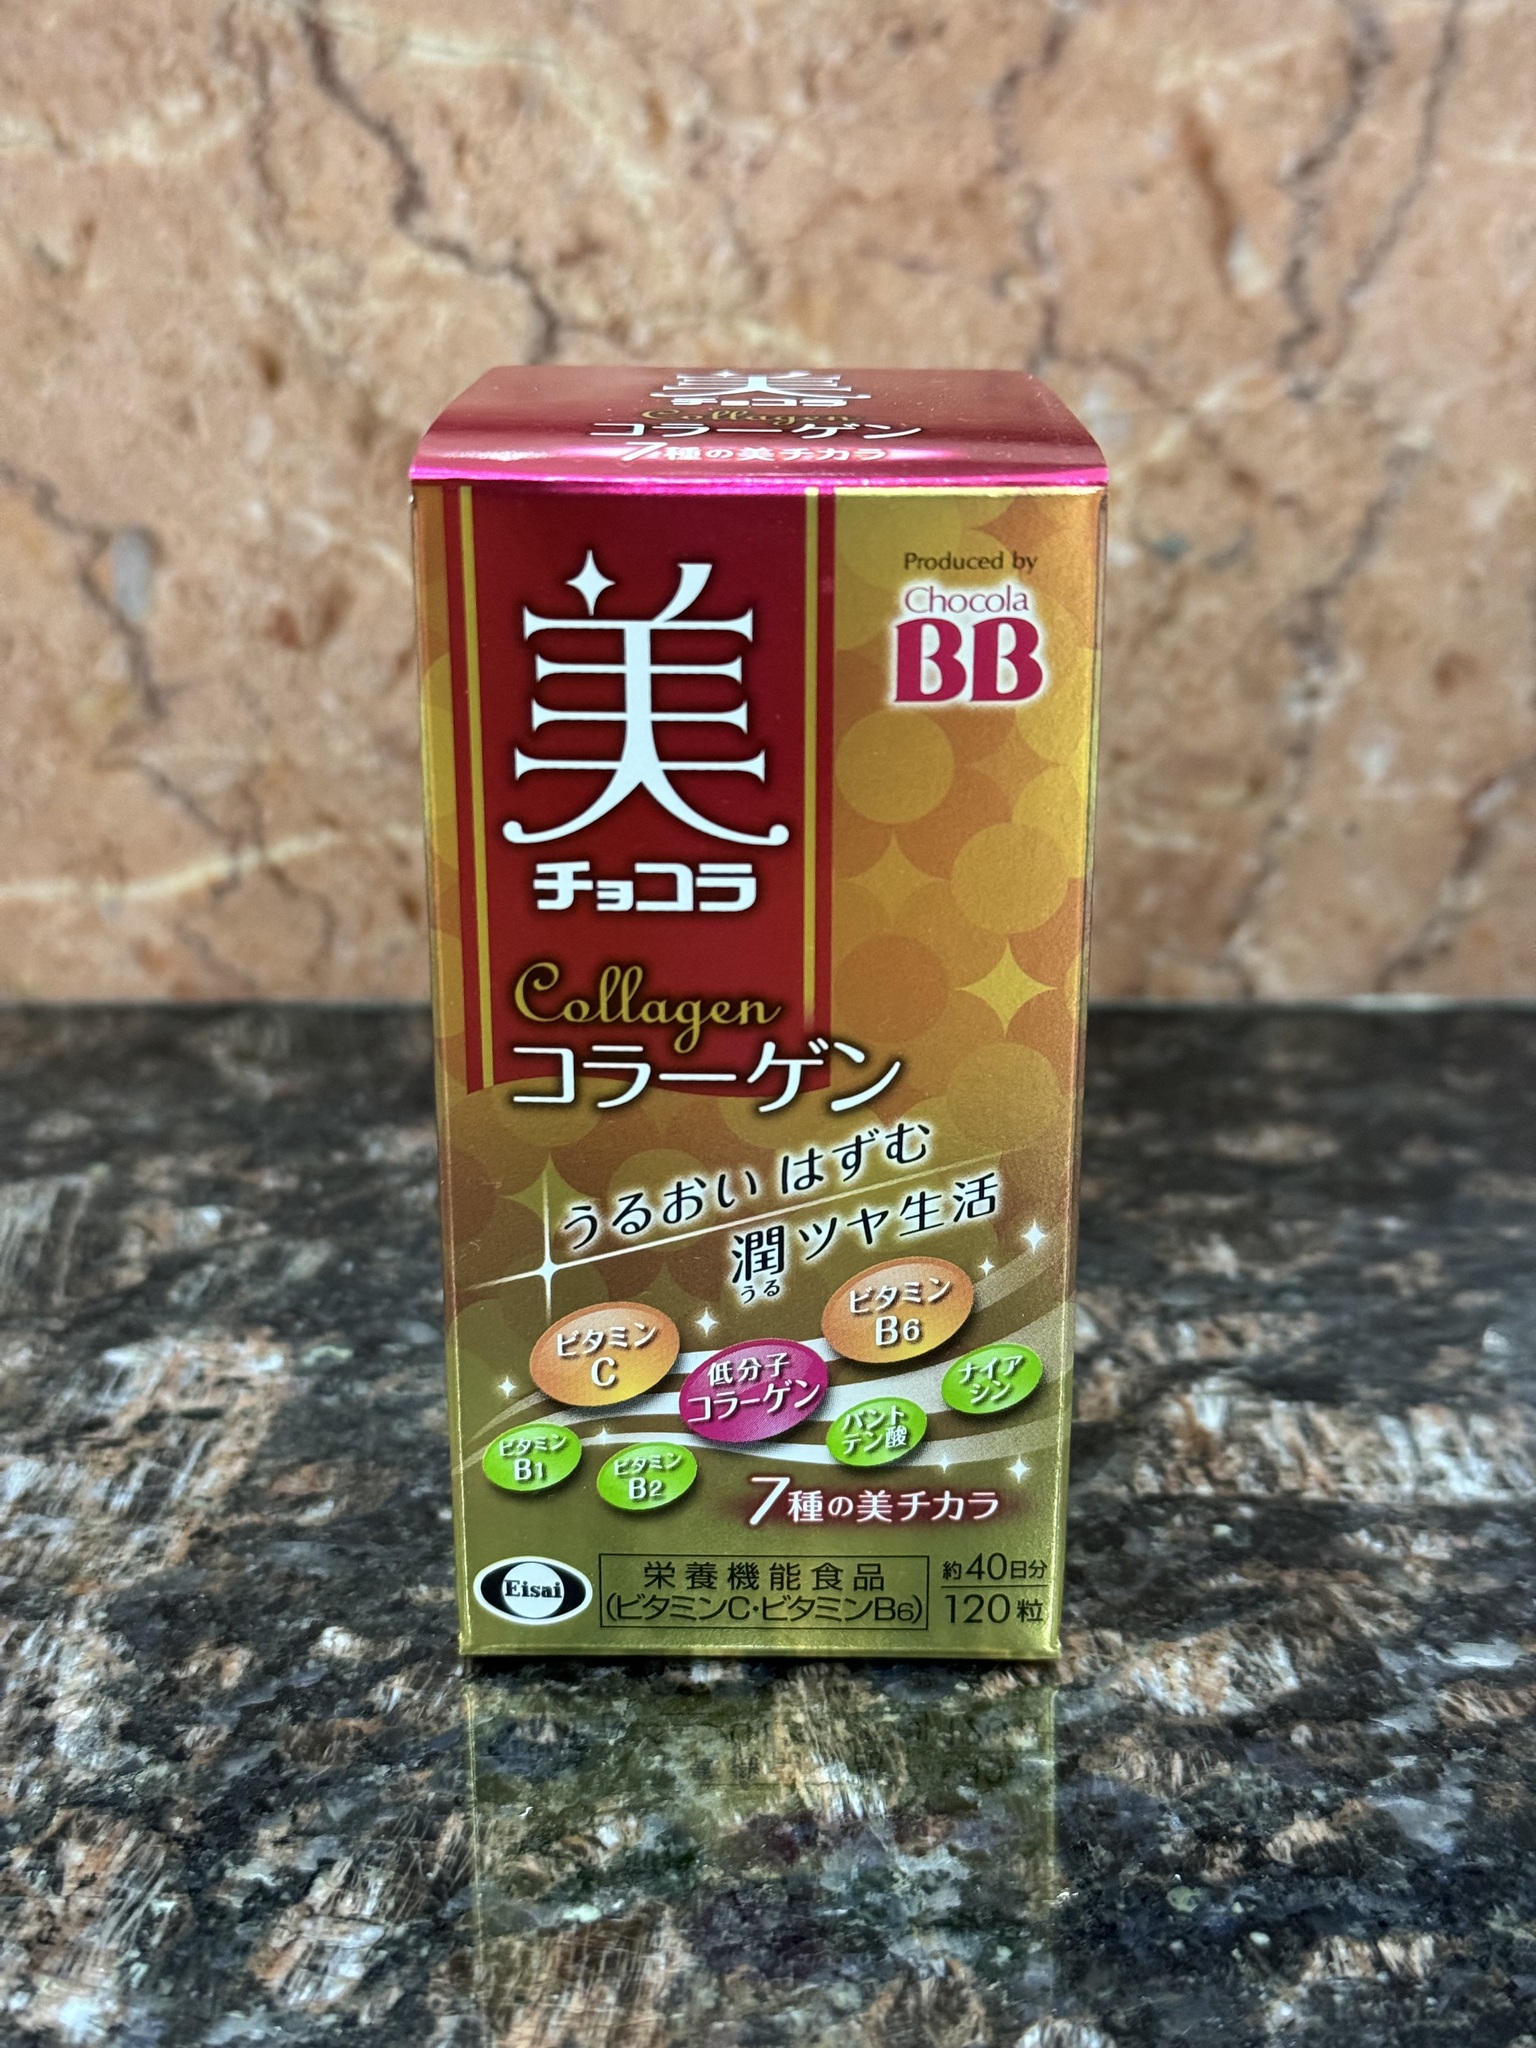 美
チョコラ
Collagen
コラーゲン
7種の美チカラ
Produced by
Chocola
BB
美
チョコラ
Collagen
コラーゲン
うるおい はずむ
潤ツヤ生活
うる
ビタミン
C
低分子
コラーゲン
ビタミン
B6
ナイア
シン
パント
テン酸
ビタミン
B1
ビタミン
B2
7種の美チカラ
Eisai
栄養機能食品
(ビタミンC・ビタミンB6)
約40日分
120粒